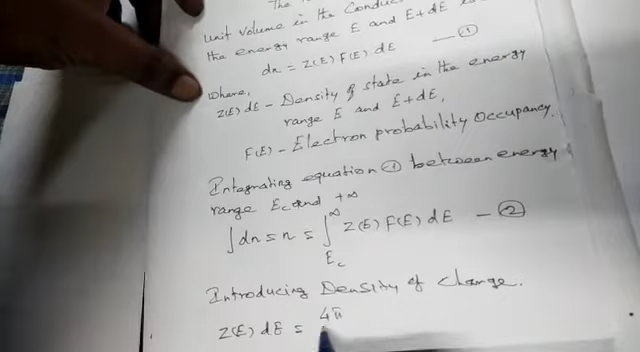 The
unit volume in the Conduc
the energy range E and E+dE is
dn = Z(E) F(E) dE — ①
Where,
Z(E) dE - Density of state in the energy
range E and E+dE.
F(E) - Electron probability Occupancy.
Integrating equation ① between energy
range Ec and +∞
∫dn = n = ∫_{Ec}^{∞} Z(E) F(E) dE — ②
Introducing Density of charge.
Z(E) dE = 4π